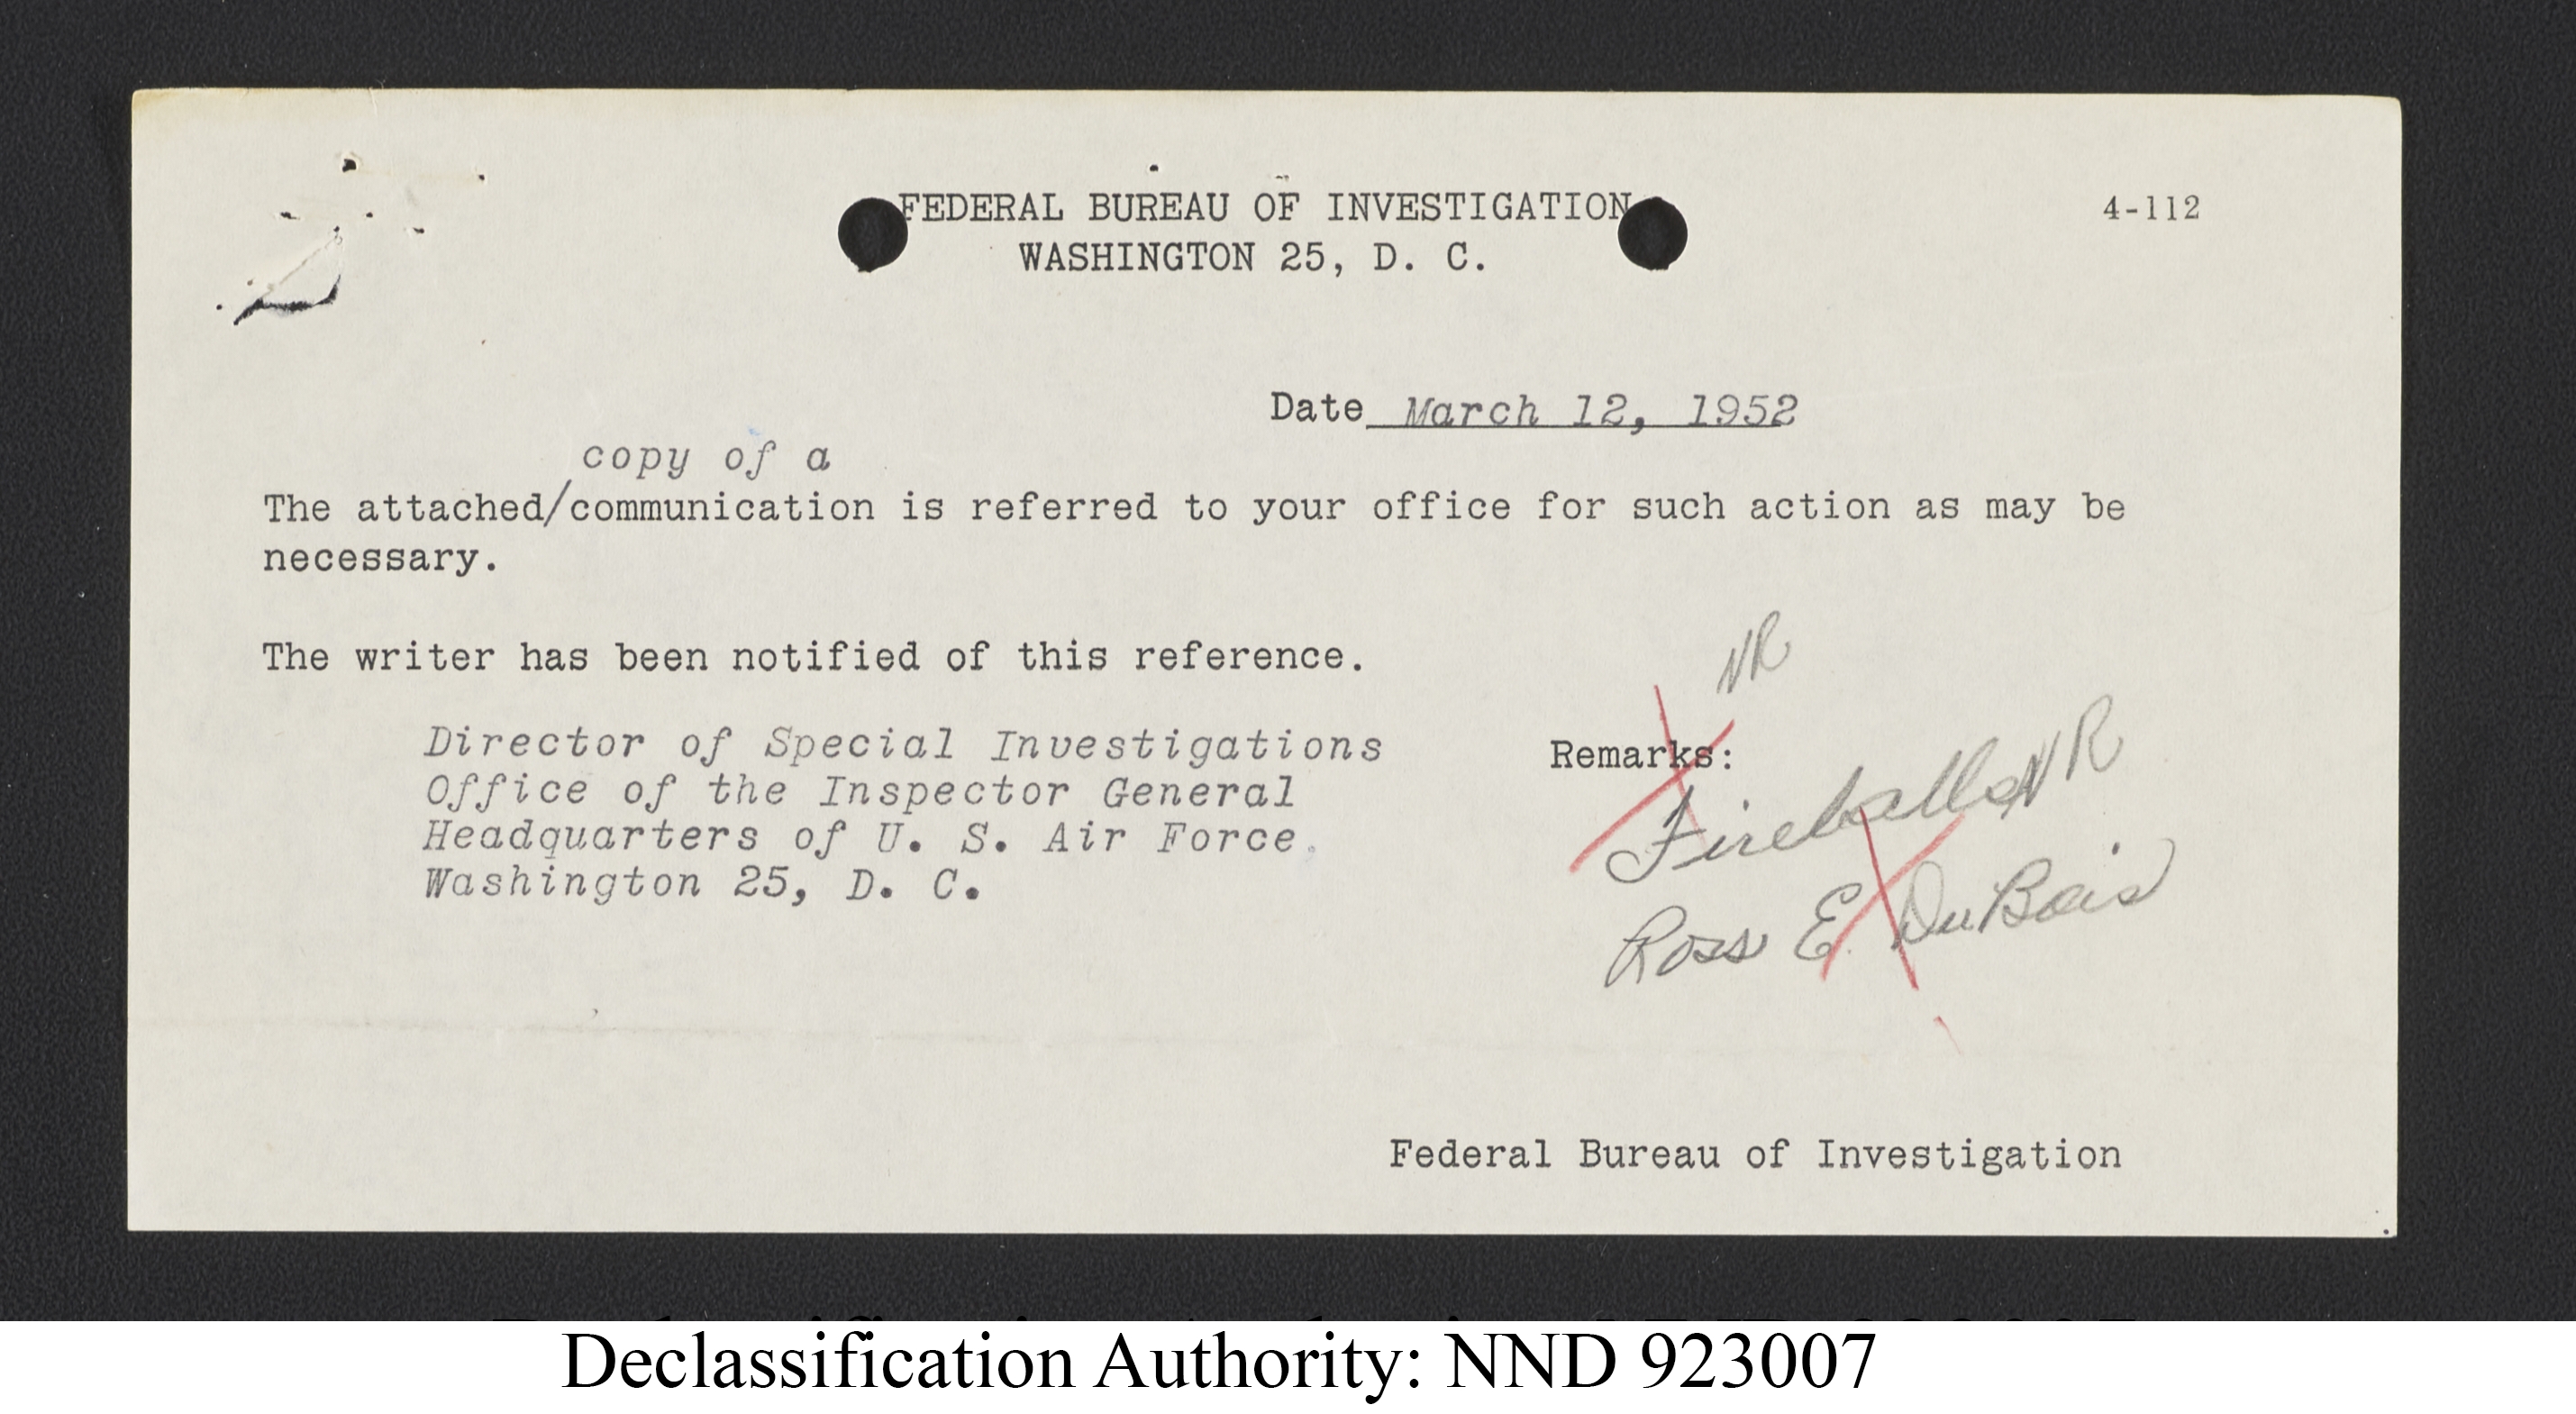 FEDERAL BUREAU OF INVESTIGATION
4-112
WASHINGTON 25, D. C.
Date March 12, 1952
copy of a
The attached/communication is referred to your office for such action as may be
necessary.
The writer has been notified of this reference.
NR
Director of Special Investigations
Office of the Inspector General
Headquarters of U. S. Air Force
Washington 25, D. C.
Remarks:
Fireballs NR
Ross E. DuBois
Federal Bureau of Investigation
Declassification Authority: NND 923007